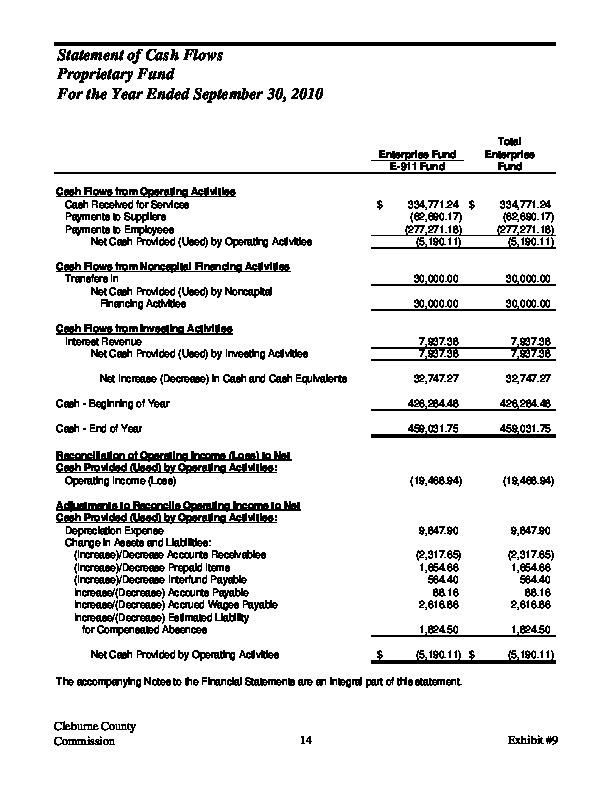 Statement of Cash Flows
Proprietary Fund
For the Year Ended September 30, 2010
Total
Enterprise Fund Enterprise
E-911 Fund Fund
Cash Flows from Operating Activities
Cash Received for Services $ 334,771.24 $ 334,771.24
Payments to Suppliers (62,690.17) (62,690.17)
Payments to Employees (277,271.18) (277,271.18)
Net Cash Provided (Used) by Operating Activities (5,190.11) (5,190.11)
Cash Flows from Noncapital Financing Activities
Transfers In 30,000.00 30,000.00
Net Cash Provided (Used) by Noncapital
Financing Activities 30,000.00 30,000.00
Cash Flows from Investing Activities
Interest Revenue 7,937.38 7,937.38
Net Cash Provided (Used) by Investing Activities 7,937.38 7,937.38
Net Increase (Decrease) in Cash and Cash Equivalents 32,747.27 32,747.27
Cash - Beginning of Year 426,284.48 426,284.48
Cash - End of Year 459,031.75 459,031.75
Reconciliation of Operating Income (Loss) to Net
Cash Provided (Used) by Operating Activities:
Operating Income (Loss) (19,468.94) (19,468.94)
Adjustments to Reconcile Operating Income to Net
Cash Provided (Used) by Operating Activities:
Depreciation Expense 9,847.90 9,847.90
Change in Assets and Liabilities:
(Increase)/Decrease Accounts Receivables (2,317.65) (2,317.65)
(Increase)/Decrease Prepaid Items 1,654.66 1,654.66
(Increase)/Decrease Interfund Payable 564.40 564.40
Increase/(Decrease) Accounts Payable 88.16 88.16
Increase/(Decrease) Accrued Wages Payable 2,616.86 2,616.86
Increase/(Decrease) Estimated Liability
for Compensated Absences 1,824.50 1,824.50
Net Cash Provided by Operating Activities $ (5,190.11) $ (5,190.11)
The accompanying Notes to the Financial Statements are an integral part of this statement.
Cleburne County
Commission 14 Exhibit #9